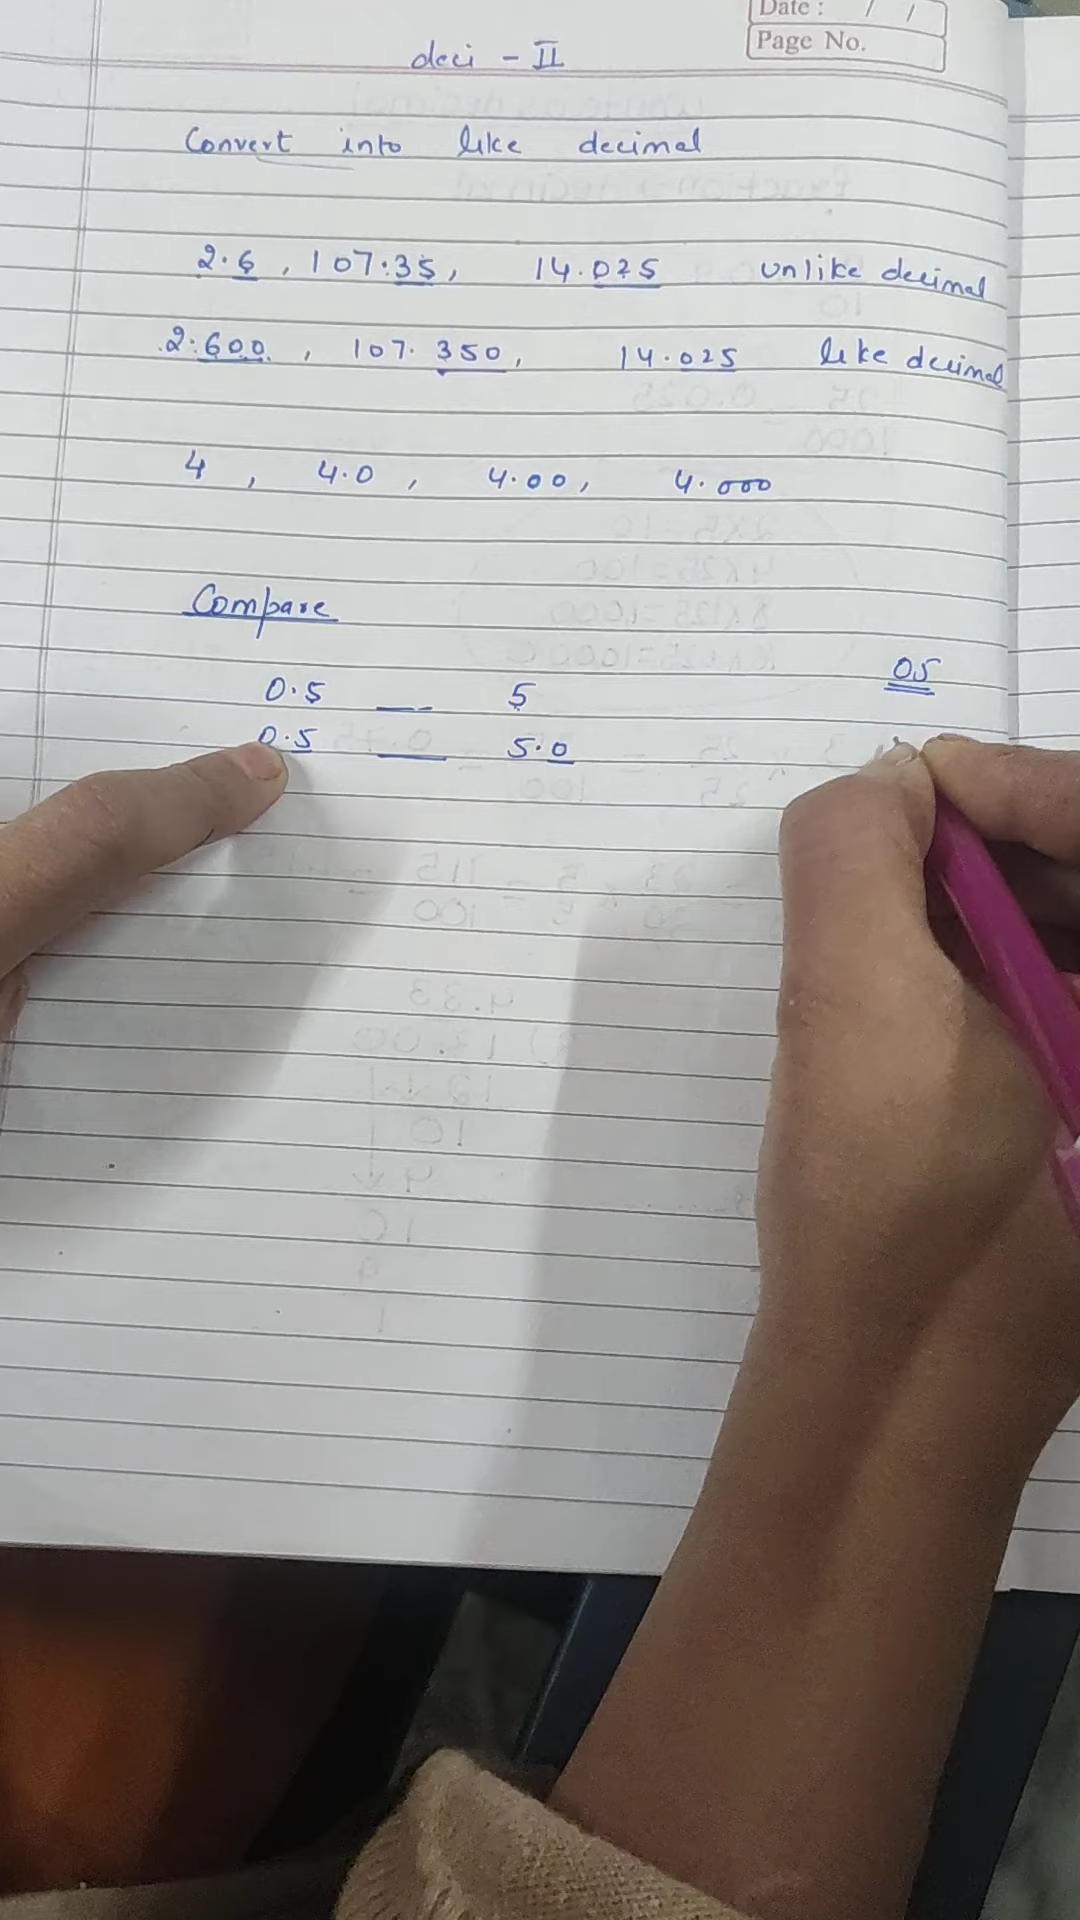 Date : / /
Page No.
deci - II
Convert into like decimal
2.6 , 107.35, 14.025 unlike decimal
2.600 , 107.350, 14.025 like decimal
4 , 4.0 , 4.00, 4.000
Compare
05
0.5 __ 5
0.5 __ 5.0